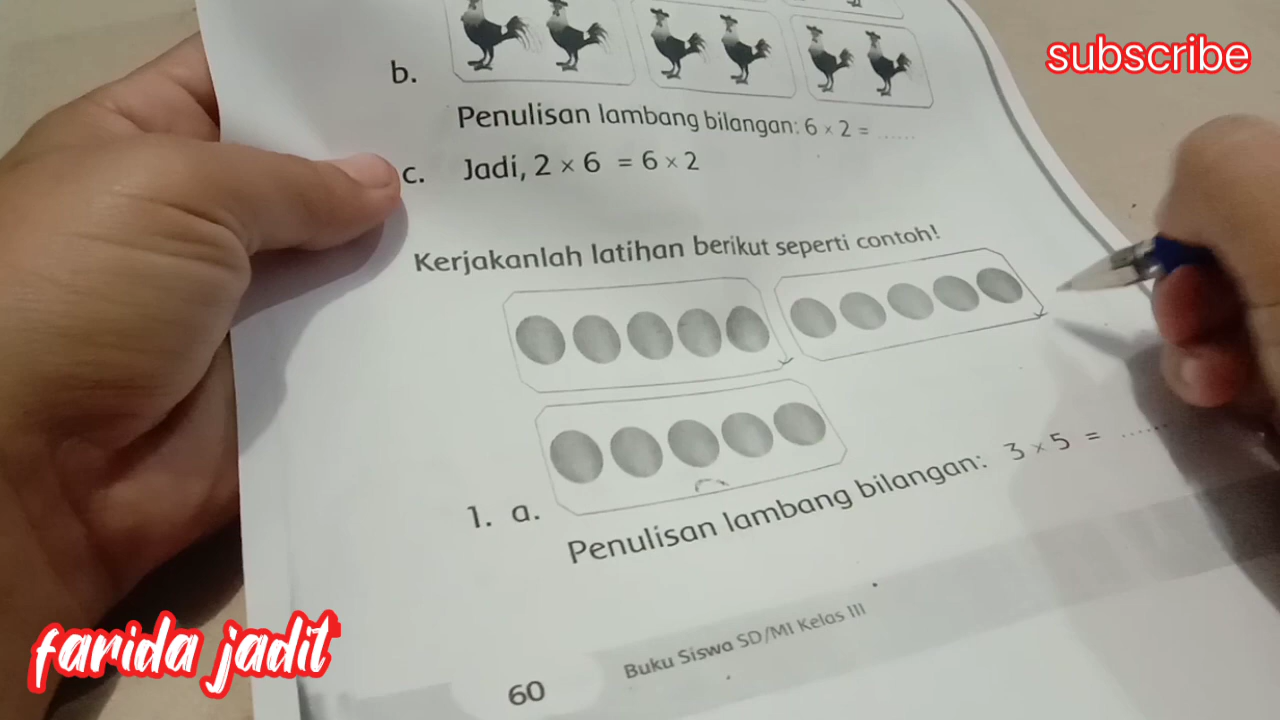 subscribe
b.
Penulisan lambang bilangan: 6 × 2 = ......
c. Jadi, 2 × 6 = 6 × 2
Kerjakanlah latihan berikut seperti contoh!
1. a.
Penulisan lambang bilangan: 3 × 5 = ......
Buku Siswa SD/MI Kelas III
60
farida jadit